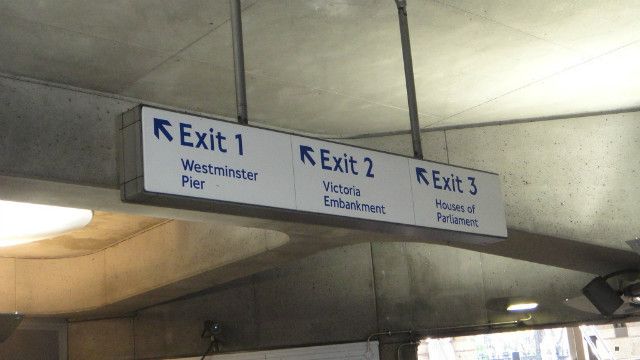 Exit 1
Westminster
Pier
Exit 2
Victoria
Embankment
Exit 3
Houses of
Parliament